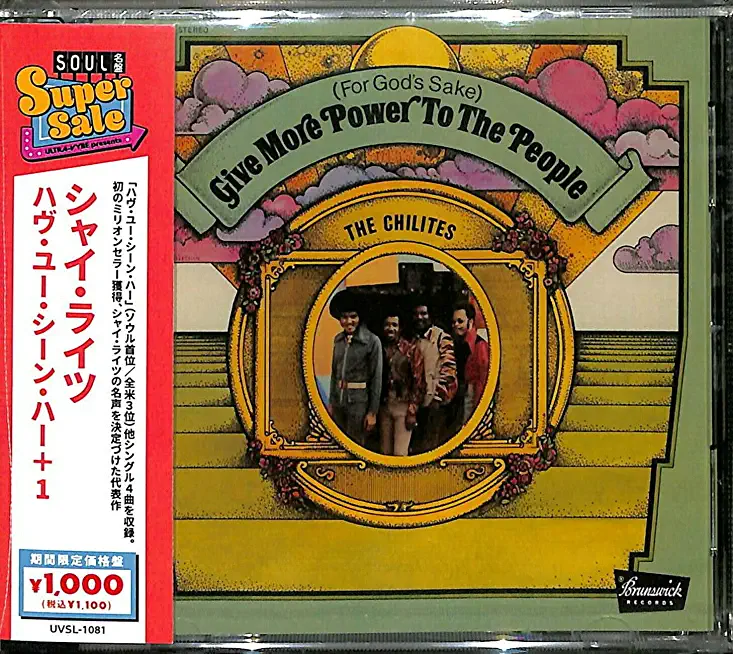 SOUL名盤
Super
Sale
ULTRA-VYBE presents
シャイ・ライツ
ハヴ・ユー・シーン・ハー＋1
「ハヴ・ユー・シーン・ハー」(ソウル首位／全米3位)他シングル4曲を収録。
初のミリオンセラー獲得、シャイ・ライツの名声を決定づけた代表作
期間限定価格盤
¥1,000
(税込¥1,100)
UVSL-1081
STEREO
(For God's Sake)
Give More Power To The People
THE CHILITES
Brunswick
RECORDS